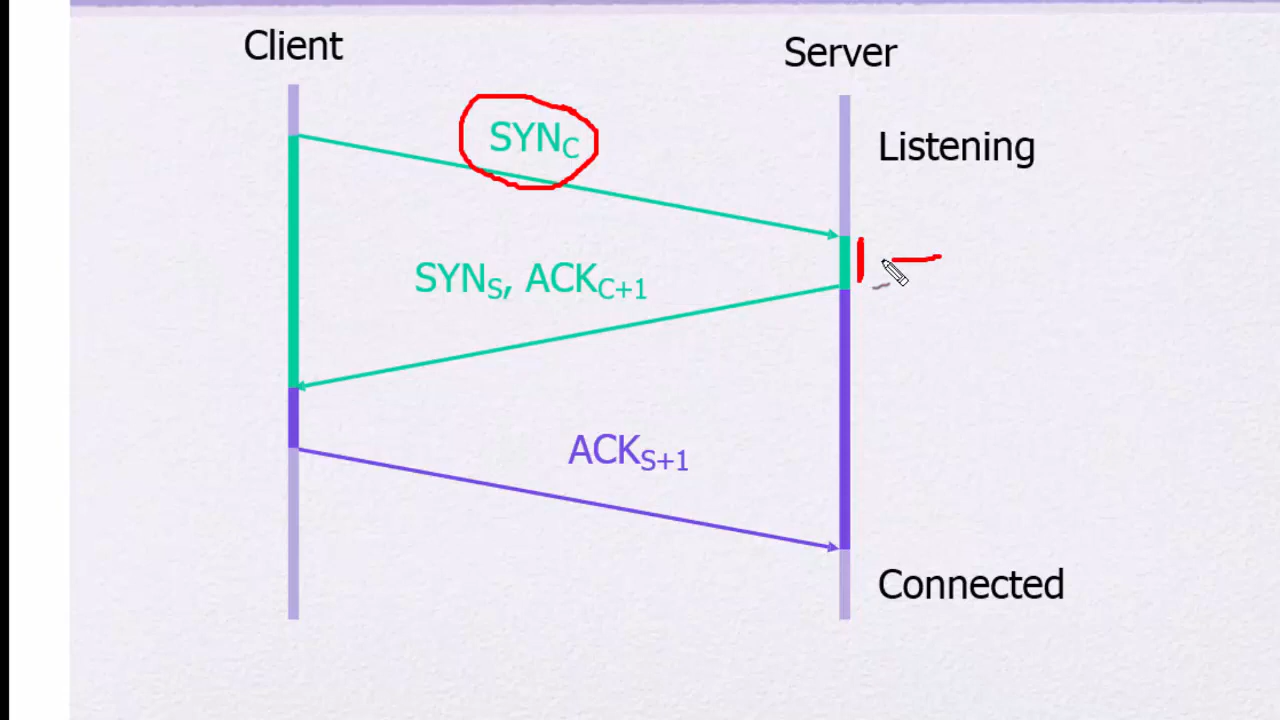 Client
Server
SYNC
Listening
SYNS, ACKC+1
ACKS+1
Connected